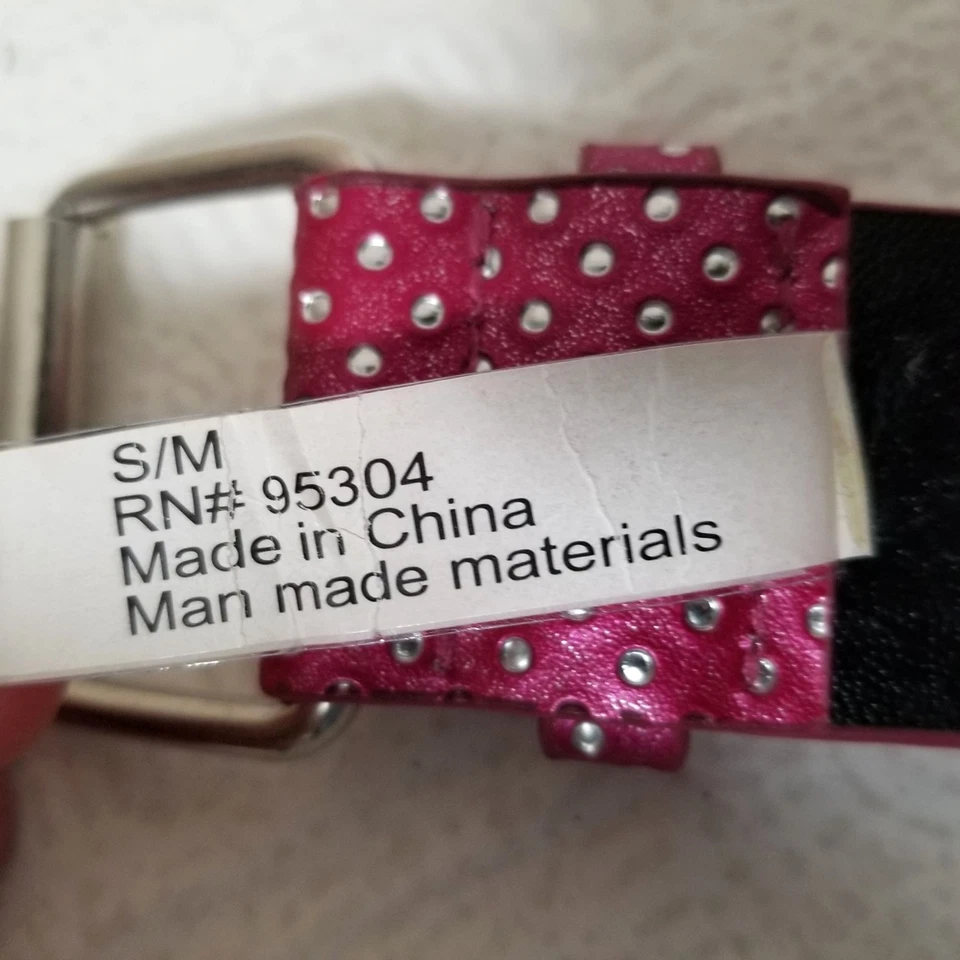 S/M
RN# 95304
Made in China
Man made materials